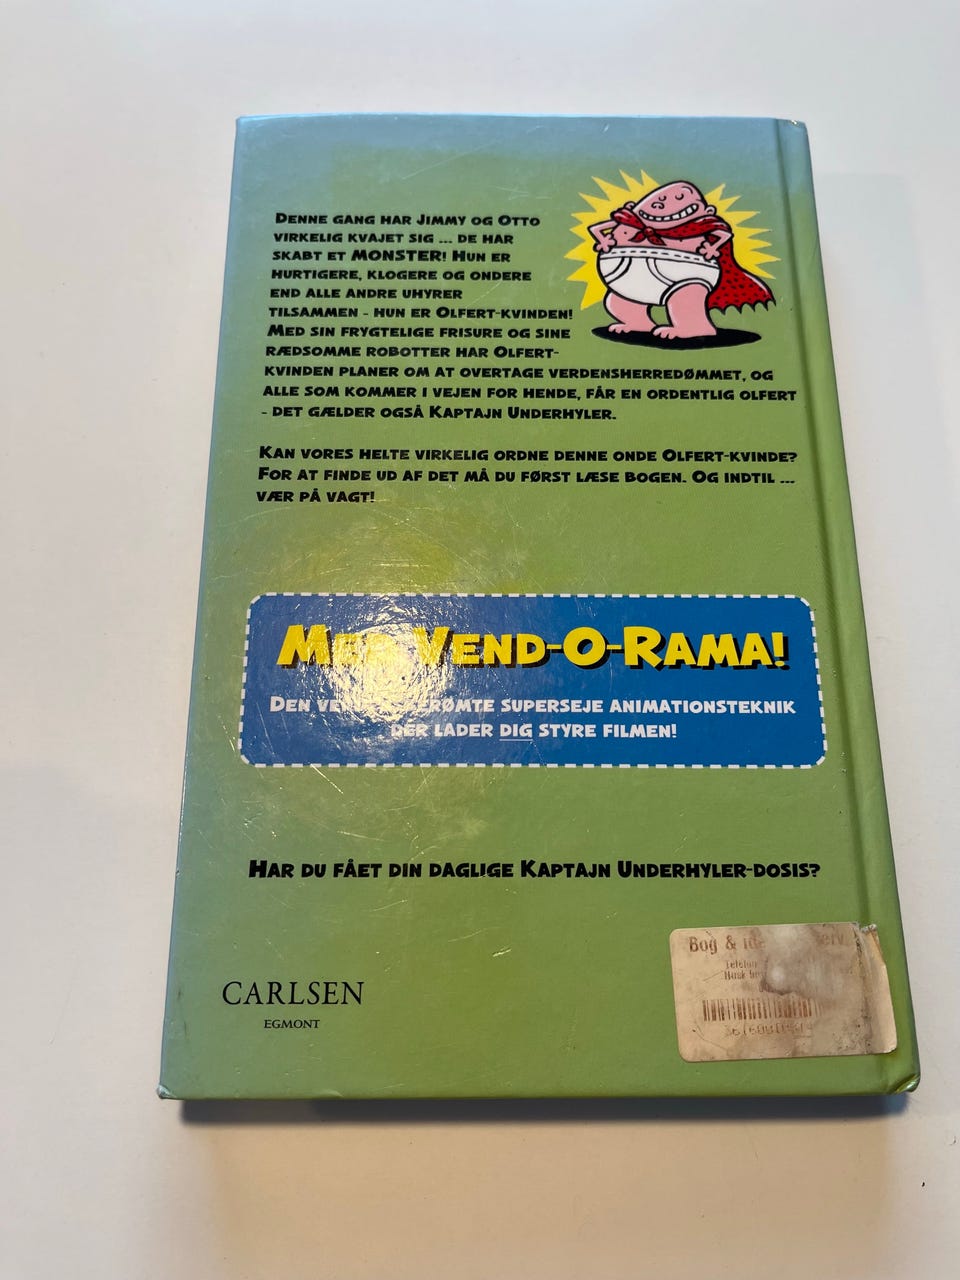 Denne gang har Jimmy og Otto
virkelig kvajet sig ... de har
skabt et MONSTER! Hun er
hurtigere, klogere og ondere
end alle andre uhyrer
tilsammen - hun er Olfert-kvinden!
Med sin frygtelige frisure og sine
rædsomme robotter har Olfert-
kvinden planer om at overtage verdensherredømmet, og
alle som kommer i vejen for hende, får en ordentlig olfert
- det gælder også Kaptajn Underhyler.
Kan vores helte virkelig ordne denne onde Olfert-kvinde?
For at finde ud af det må du først læse bogen. Og indtil ...
vær på vagt!
Med Vend-O-Rama!
Den superseje animationsteknik
der lader dig styre filmen!
Har du fået din daglige Kaptajn Underhyler-dosis?
CARLSEN
EGMONT
Bog &